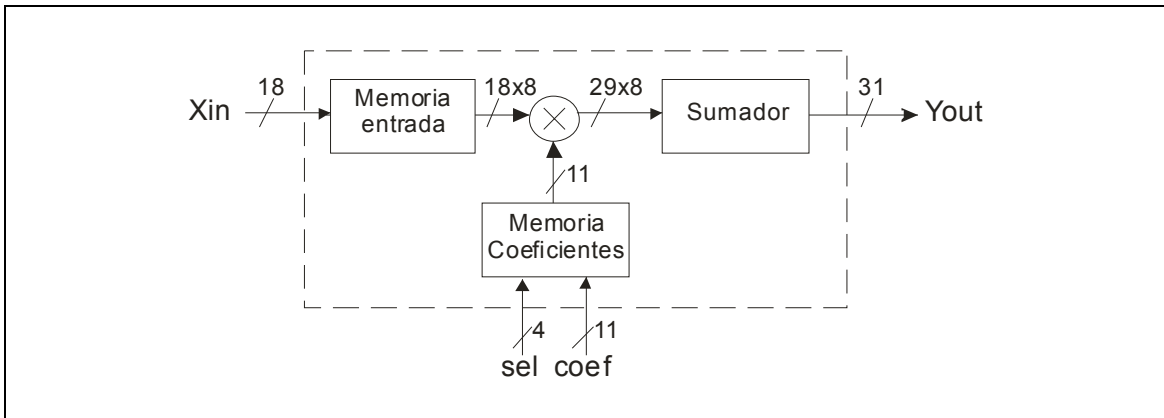 18
18x8
29x8
31
Xin
Memoria
entrada
Sumador
Yout
11
Memoria
Coeficientes
4
11
sel
coef